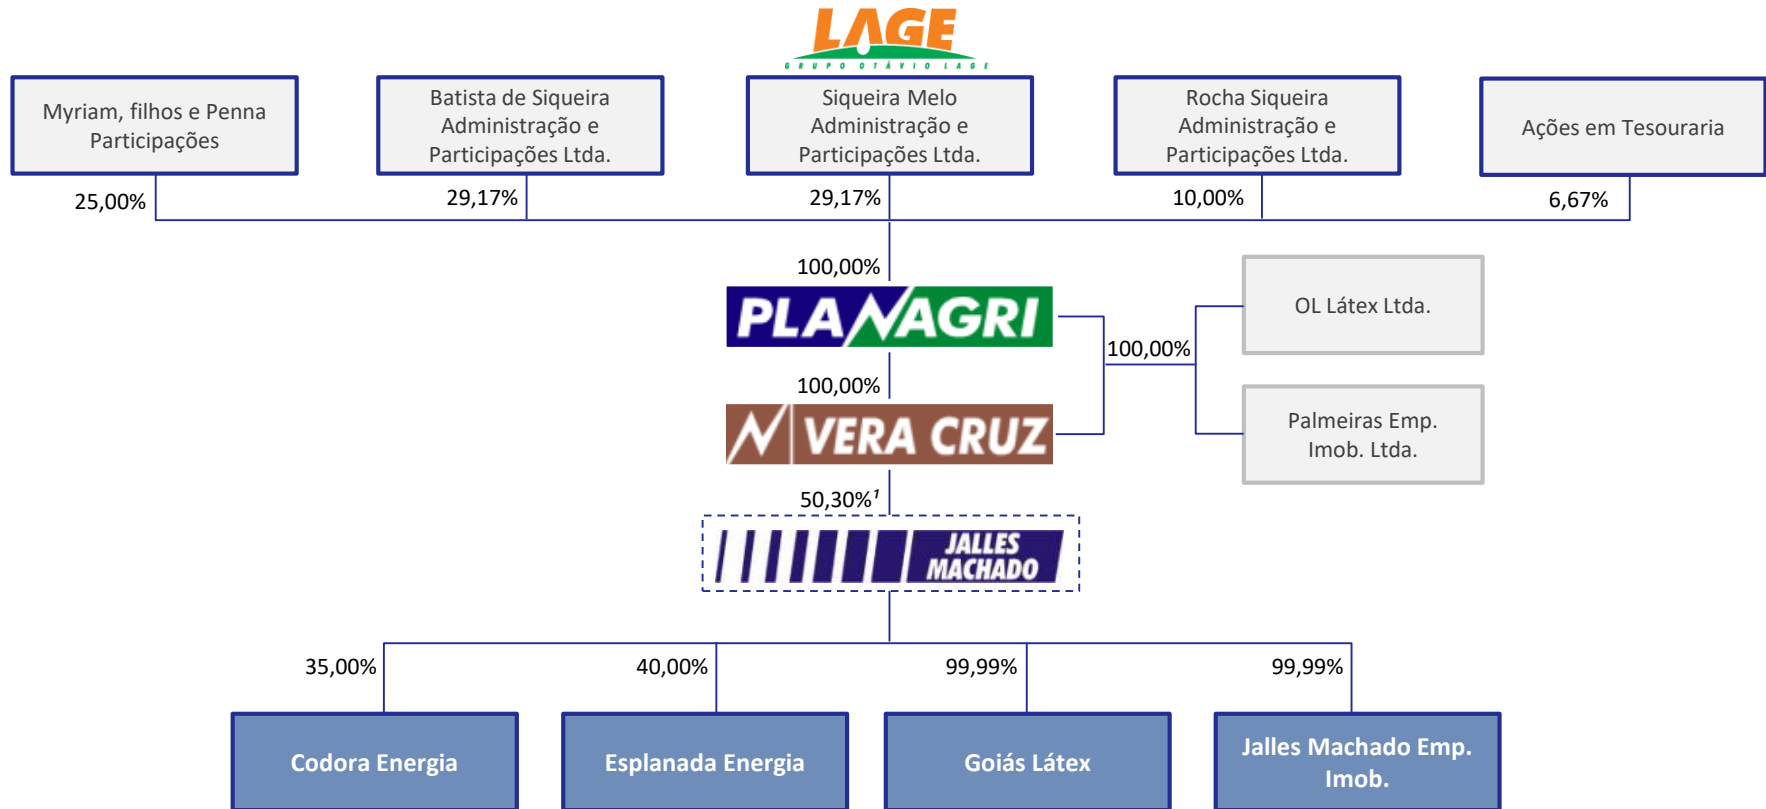 LAGE
GRUPO OTÁVIO LAGE
Myriam, filhos e Penna
Participações
Batista de Siqueira
Administração e
Participações Ltda.
Siqueira Melo
Administração e
Participações Ltda.
Rocha Siqueira
Administração e
Participações Ltda.
Ações em Tesouraria
25,00%
29,17%
29,17%
10,00%
6,67%
100,00%
PLANAGRI
OL Látex Ltda.
100,00%
100,00%
VERA CRUZ
Palmeiras Emp.
Imob. Ltda.
50,30%¹
JALLES
MACHADO
35,00%
40,00%
99,99%
99,99%
Codora Energia
Esplanada Energia
Goiás Látex
Jalles Machado Emp.
Imob.